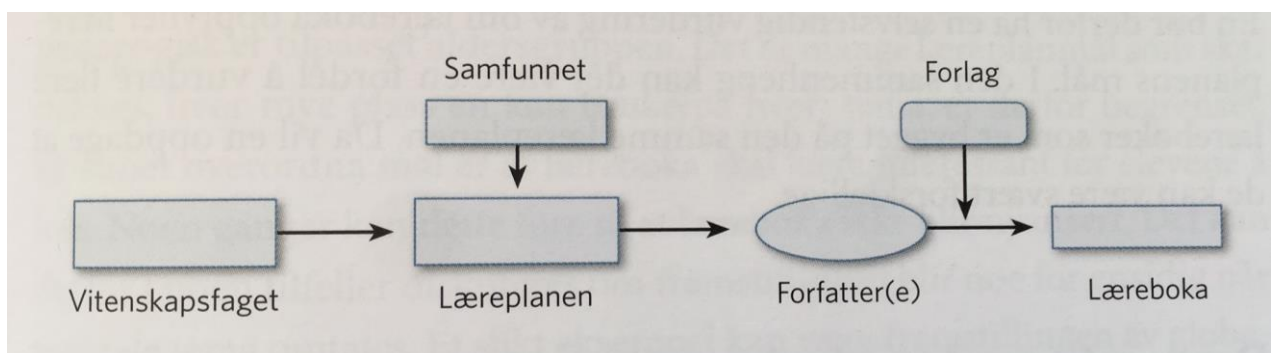 Samfunnet
Forlag
Vitenskapsfaget
Læreplanen
Forfatter(e)
Læreboka